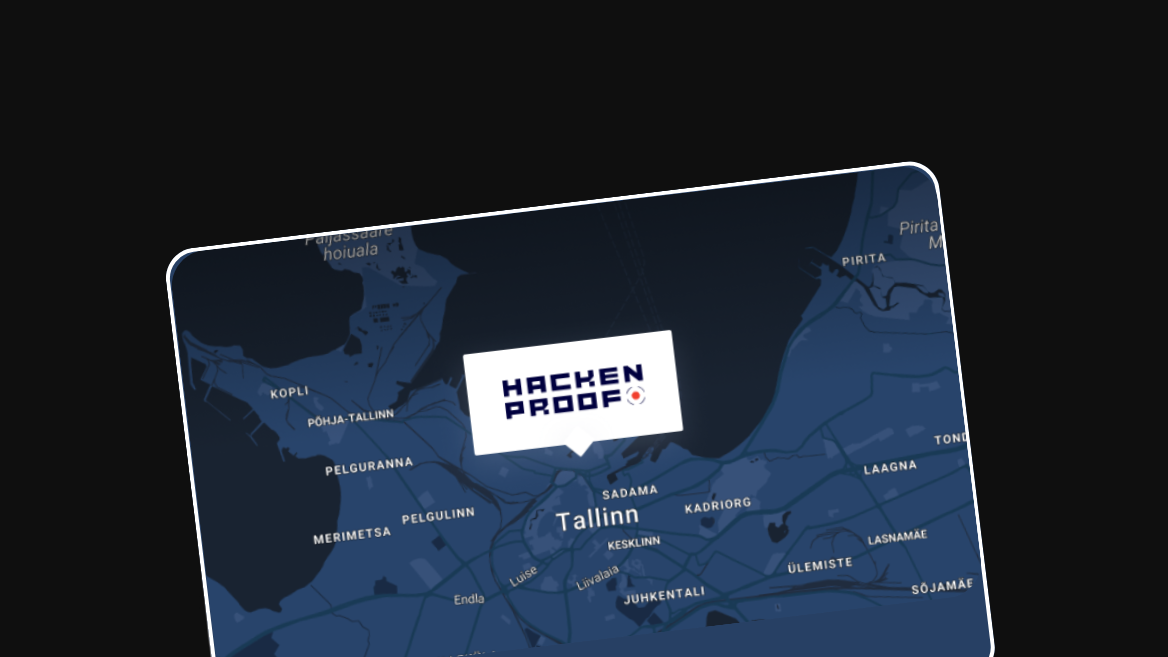 Paljassaare
hoiuala
Pirita
M
PIRITA
HACKEN
PROOF
KOPLI
PÕHJA-TALLINN
TOND
PELGURANNA
LAAGNA
SADAMA
KADRIORG
Tallinn
PELGULINN
MERIMETSA
KESKLINN
LASNAMÄE
ÜLEMISTE
Luise
Liivalaia
SÕJAMÄE
Endla
JUHKENTALI